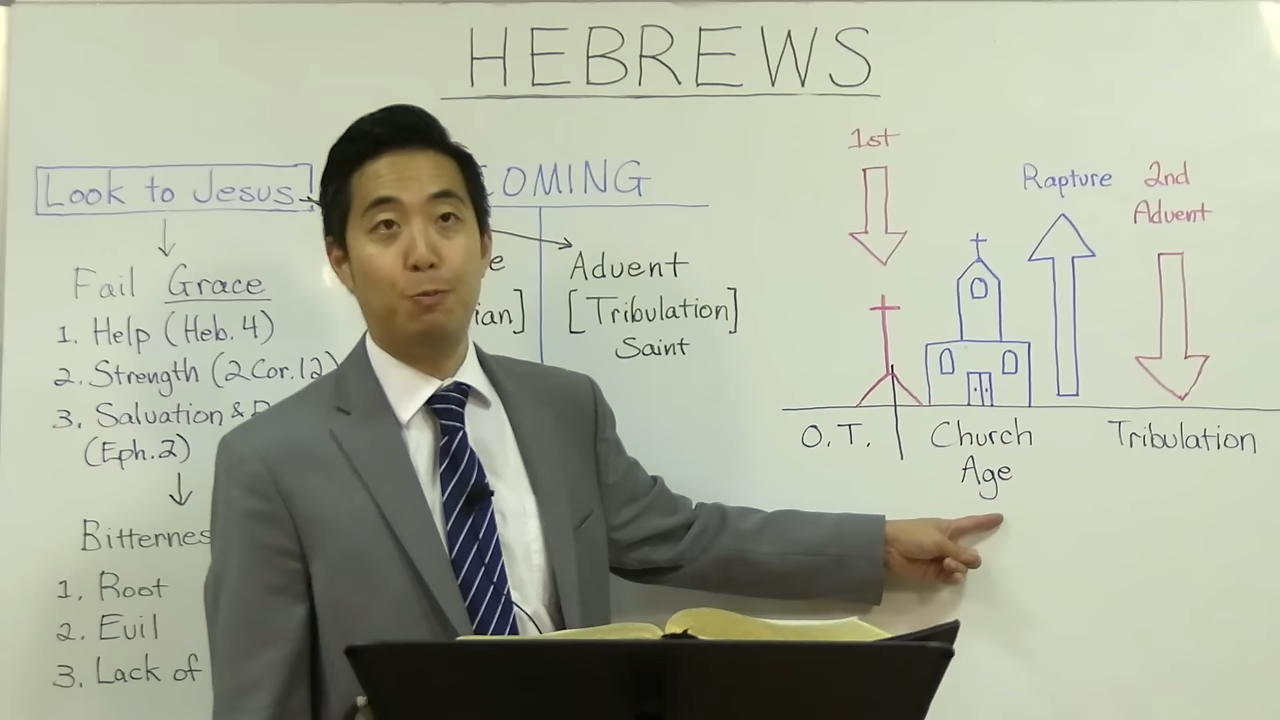 HEBREWS
Look to Jesus
Fail Grace
1. Help (Heb. 4)
2. Strength (2 Cor. 12)
3. Salvation &
(Eph. 2)
Bitternes
1. Root
2. Evil
3. Lack of
OMING
e
ian]
Advent
[Tribulation]
Saint
1st
Rapture
2nd
Advent
O.T.
Church
Age
Tribulation